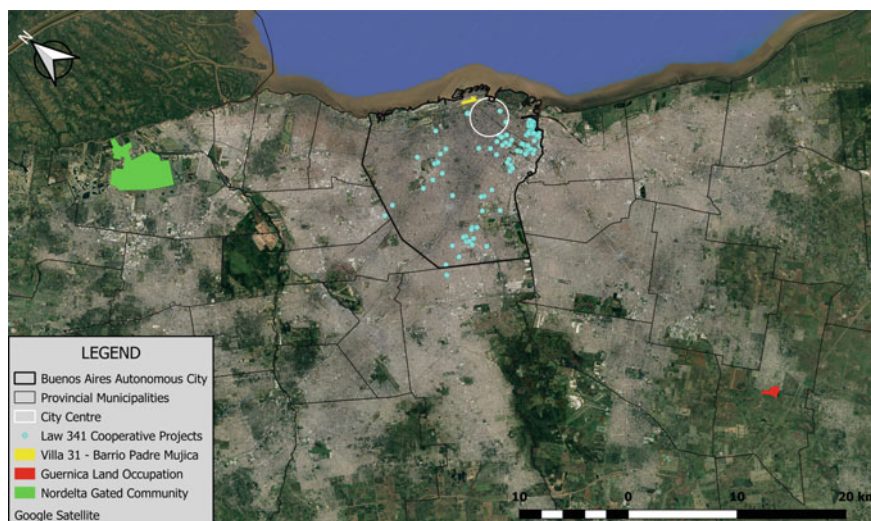 N
LEGEND
Buenos Aires Autonomous City
Provincial Municipalities
City Centre
Law 341 Cooperative Projects
Villa 31 - Barrio Padre Mujica
Guernica Land Occupation
Nordelta Gated Community
Google Satellite
10 0 10 20 km